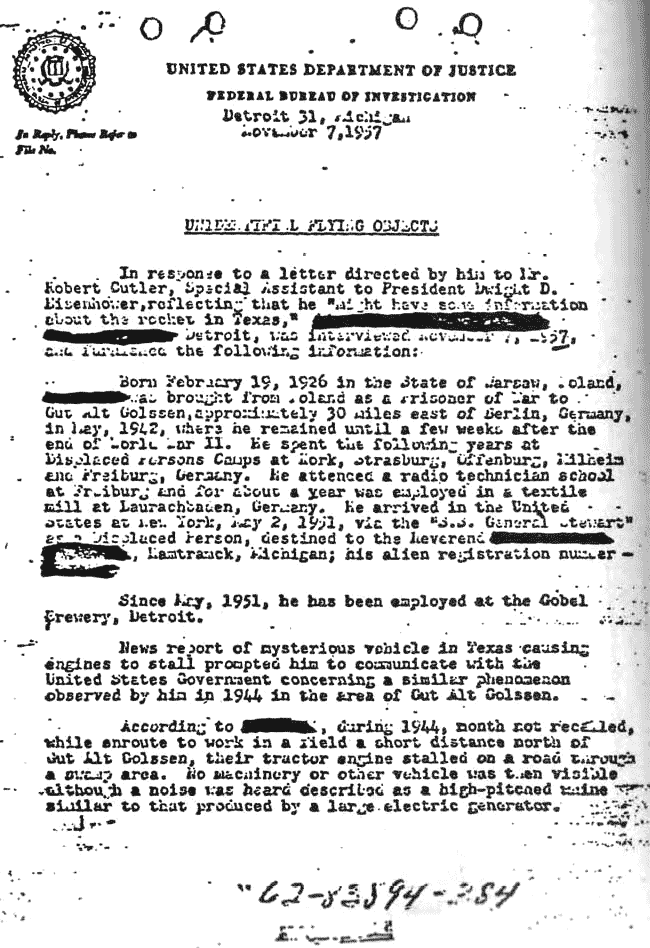 UNITED STATES DEPARTMENT OF JUSTICE
FEDERAL BUREAU OF INVESTIGATION
In Reply, Please Refer to
File No.
Detroit 31, Michigan
November 7, 1957
UNIDENTIFIED FLYING OBJECTS
In response to a letter directed by him to Mr.
Robert Cutler, Special Assistant to President Dwight D.
Eisenhower, reflecting that he "might have some information
about the rocket in Texas,"
Detroit, was interviewed November 7, 1957,
and furnished the following information:
Born February 19, 1926 in the State of Warsaw, Poland,
was brought from Poland as a Prisoner of War to
Gut Alt Golssen, approximately 30 miles east of Berlin, Germany,
in May, 1942, where he remained until a few weeks after the
end of World War II. He spent the following years at
Displaced Persons Camps at Kork, Strasburg, Offenburg, Milheim
and Freiburg, Germany. He attenced a radio technician school
at Freiburg and for about a year was employed in a textile
mill at Laurachbaden, Germany. He arrived in the United
States at New York, May 2, 1951, via the "S.S. General Stewart"
as a Displaced Person, destined to the Reverend
, Hamtramck, Michigan; his alien registration number
Since May, 1951, he has been employed at the Gobel
Brewery, Detroit.
News report of mysterious vehicle in Texas causing
engines to stall prompted him to communicate with the
United States Government concerning a similar phenomenon
observed by him in 1944 in the area of Gut Alt Golssen.
According to , during 1944, month not recalled,
while enroute to work in a field a short distance north of
Gut Alt Golssen, their tractor engine stalled on a road through
a swamp area. No machinery or other vehicle was then visible
although a noise was heard described as a high-pitched whine
similar to that produced by a large electric generator.
62-83894-384